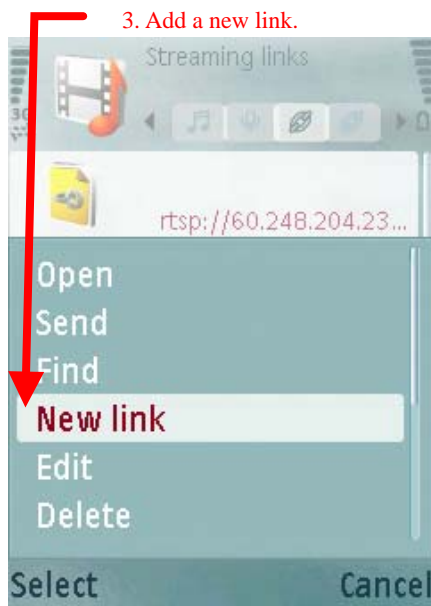 3. Add a new link.
Streaming links
3G
rtsp://60.248.204.23...
Open
Send
Find
New link
Edit
Delete
Select
Cancel